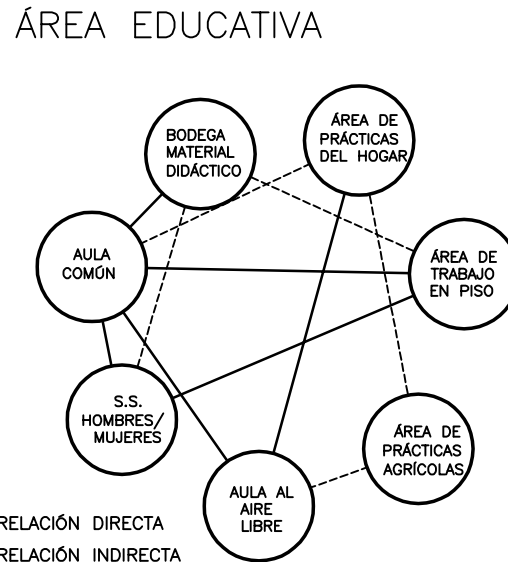 ÁREA EDUCATIVA
BODEGA
MATERIAL
DIDÁCTICO
ÁREA DE
PRÁCTICAS
DEL HOGAR
AULA
COMÚN
ÁREA DE
TRABAJO
EN PISO
S.S.
HOMBRES/
MUJERES
ÁREA DE
PRÁCTICAS
AGRÍCOLAS
AULA AL
AIRE
LIBRE
RELACIÓN DIRECTA
RELACIÓN INDIRECTA